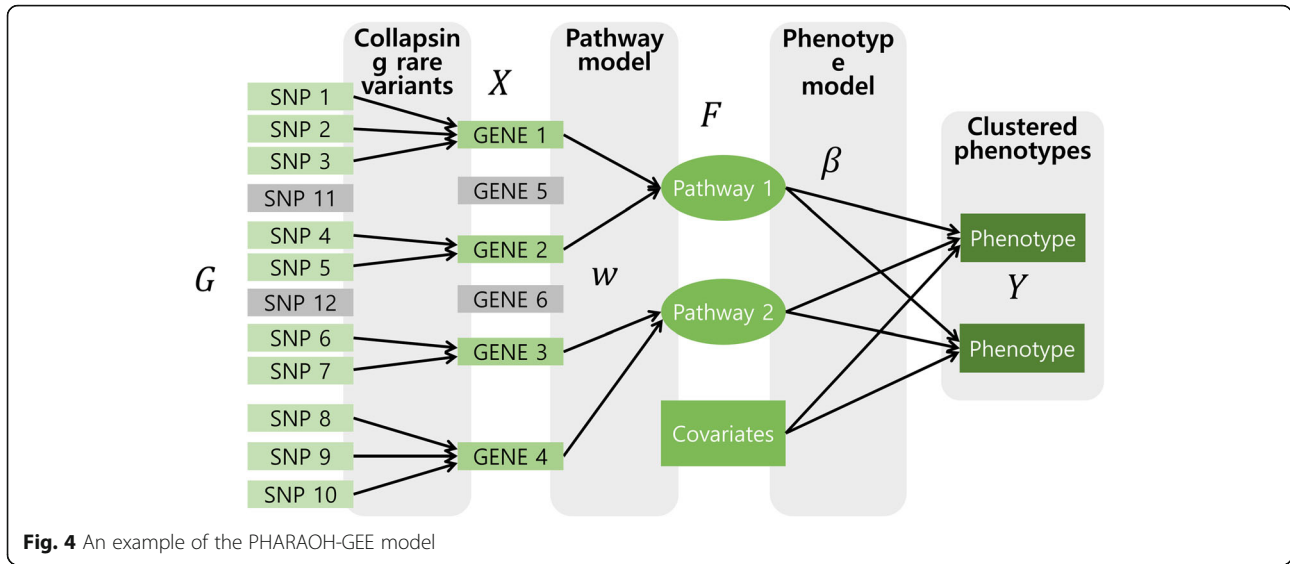 Collapsin
g rare
variants
Pathway
model
Phenotyp
e model
Clustered
phenotypes
G
X
w
F
β
Y
SNP 1
SNP 2
SNP 3
SNP 11
SNP 4
SNP 5
SNP 12
SNP 6
SNP 7
SNP 8
SNP 9
SNP 10
GENE 1
GENE 5
GENE 2
GENE 6
GENE 3
GENE 4
Pathway 1
Pathway 2
Covariates
Phenotype
Phenotype
Fig. 4 An example of the PHARAOH-GEE model